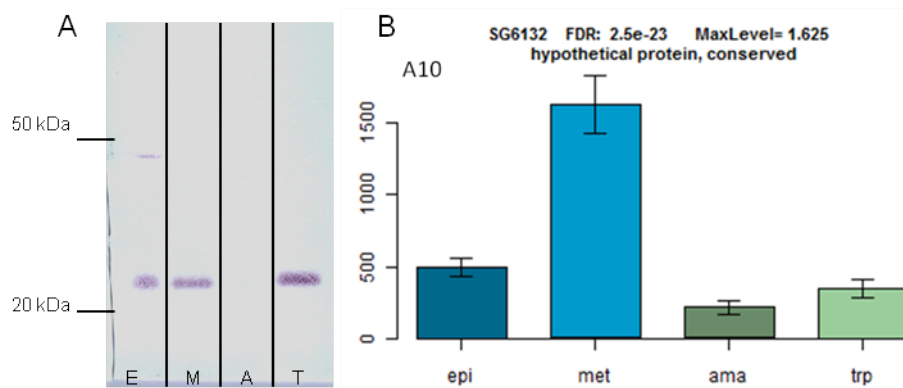 A
50 kDa
20 kDa
E M A T
B
SG6132 FDR: 2.5e-23 MaxLevel= 1.625
hypothetical protein, conserved
A10
1500
1000
500
0
epi met ama trp